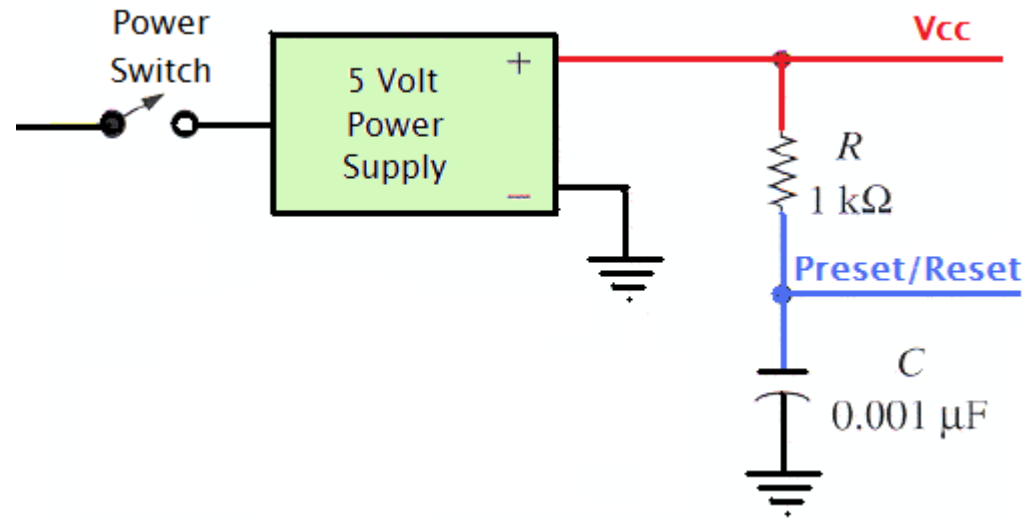 Power
Switch
5 Volt
Power
Supply
+
−
Vcc
R
1 kΩ
Preset/Reset
C
0.001 μF